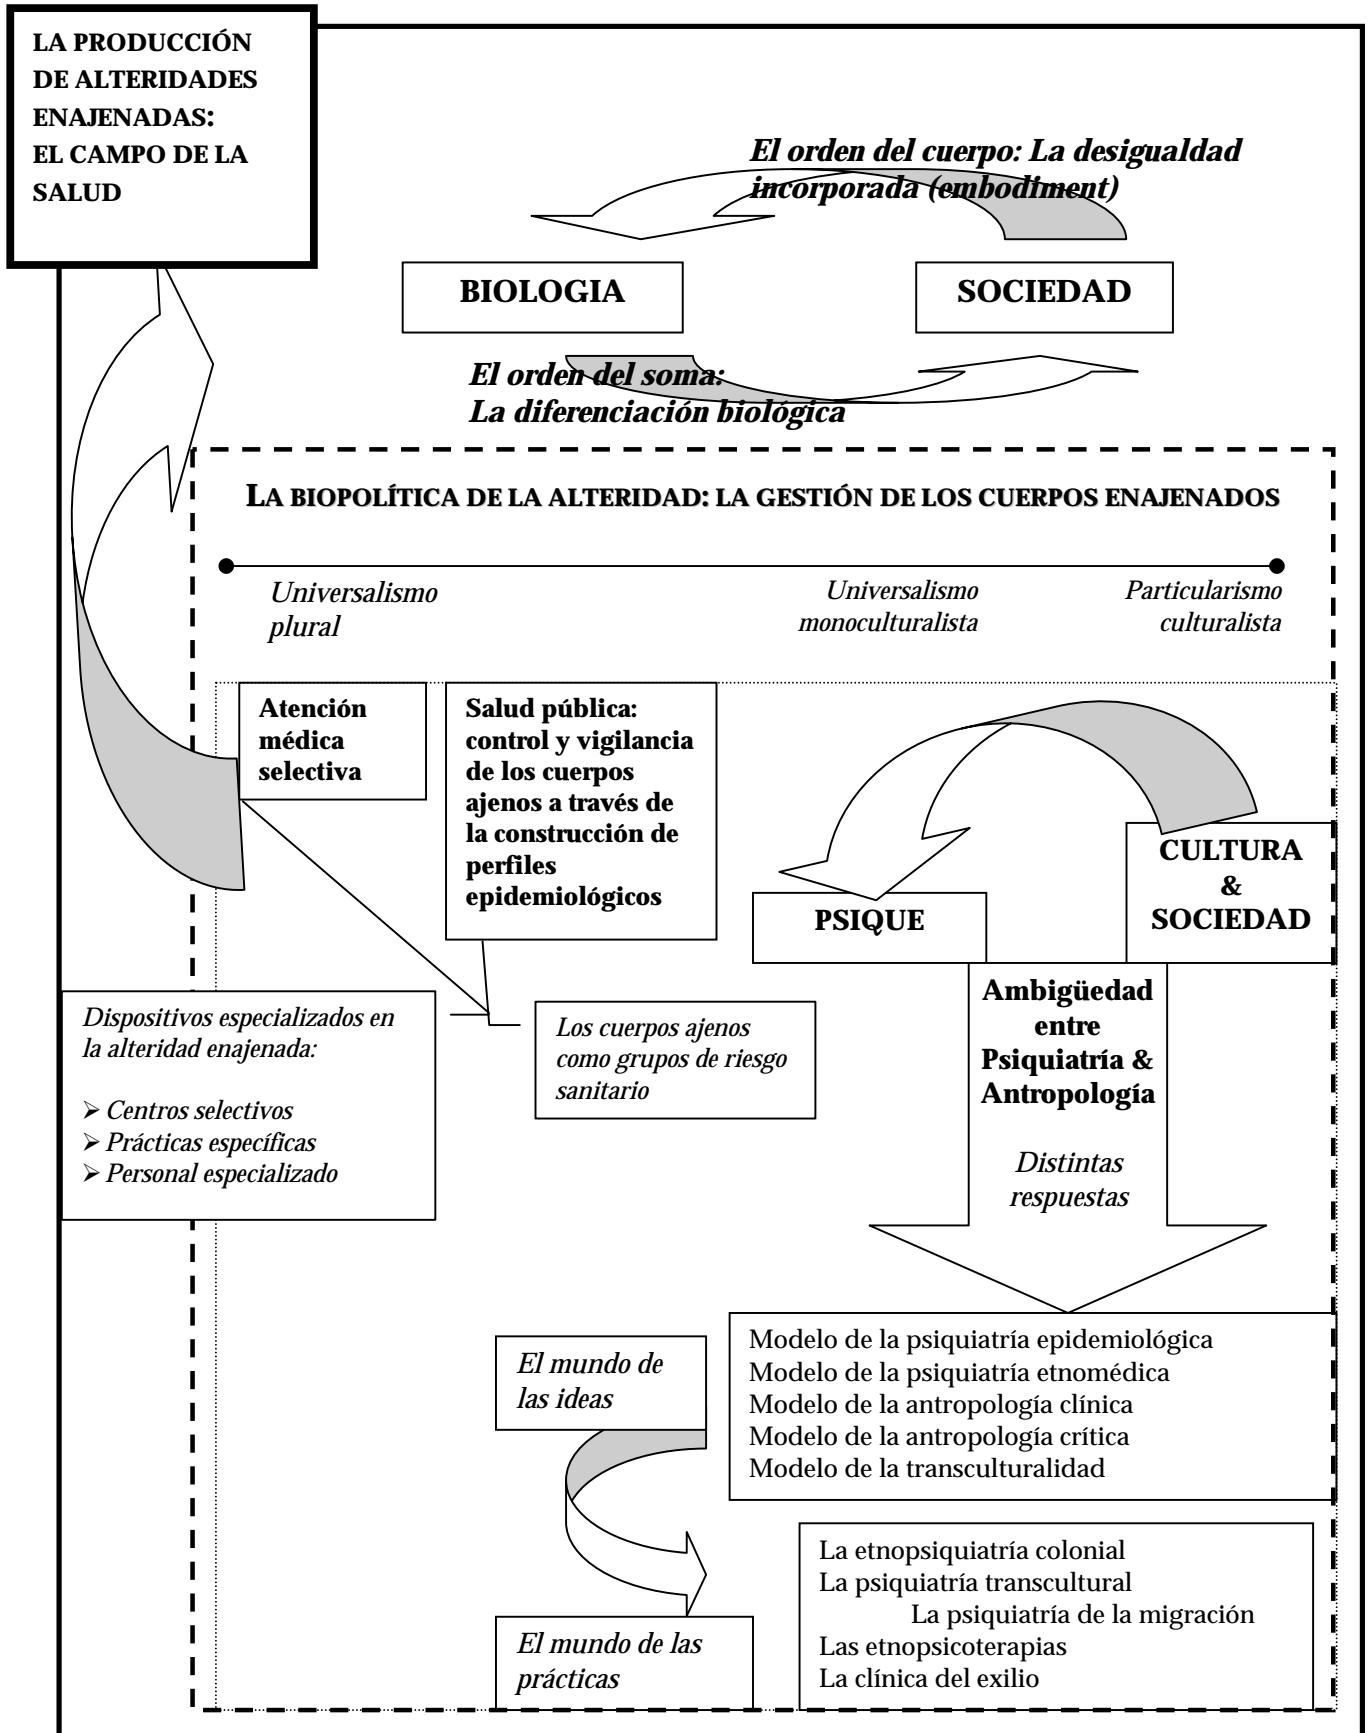 LA PRODUCCIÓN
DE ALTERIDADES
ENAJENADAS:
EL CAMPO DE LA
SALUD
El orden del cuerpo: La desigualdad
incorporada (embodiment)
BIOLOGIA
SOCIEDAD
El orden del soma:
La diferenciación biológica
LA BIOPOLÍTICA DE LA ALTERIDAD: LA GESTIÓN DE LOS CUERPOS ENAJENADOS
Universalismo
plural
Universalismo
monoculturalista
Particularismo
culturalista
Atención
médica
selectiva
Salud pública:
control y vigilancia
de los cuerpos
ajenos a través de
la construcción de
perfiles
epidemiológicos
CULTURA
&
SOCIEDAD
PSIQUE
Ambigüedad
entre
Psiquiatría &
Antropología
Distintas
respuestas
Dispositivos especializados en
la alteridad enajenada:
➢ Centros selectivos
➢ Prácticas específicas
➢ Personal especializado
Los cuerpos ajenos
como grupos de riesgo
sanitario
El mundo de
las ideas
Modelo de la psiquiatría epidemiológica
Modelo de la psiquiatría etnomédica
Modelo de la antropología clínica
Modelo de la antropología crítica
Modelo de la transculturalidad
El mundo de las
prácticas
La etnopsiquiatría colonial
La psiquiatría transcultural
La psiquiatría de la migración
Las etnopsicoterapias
La clínica del exilio